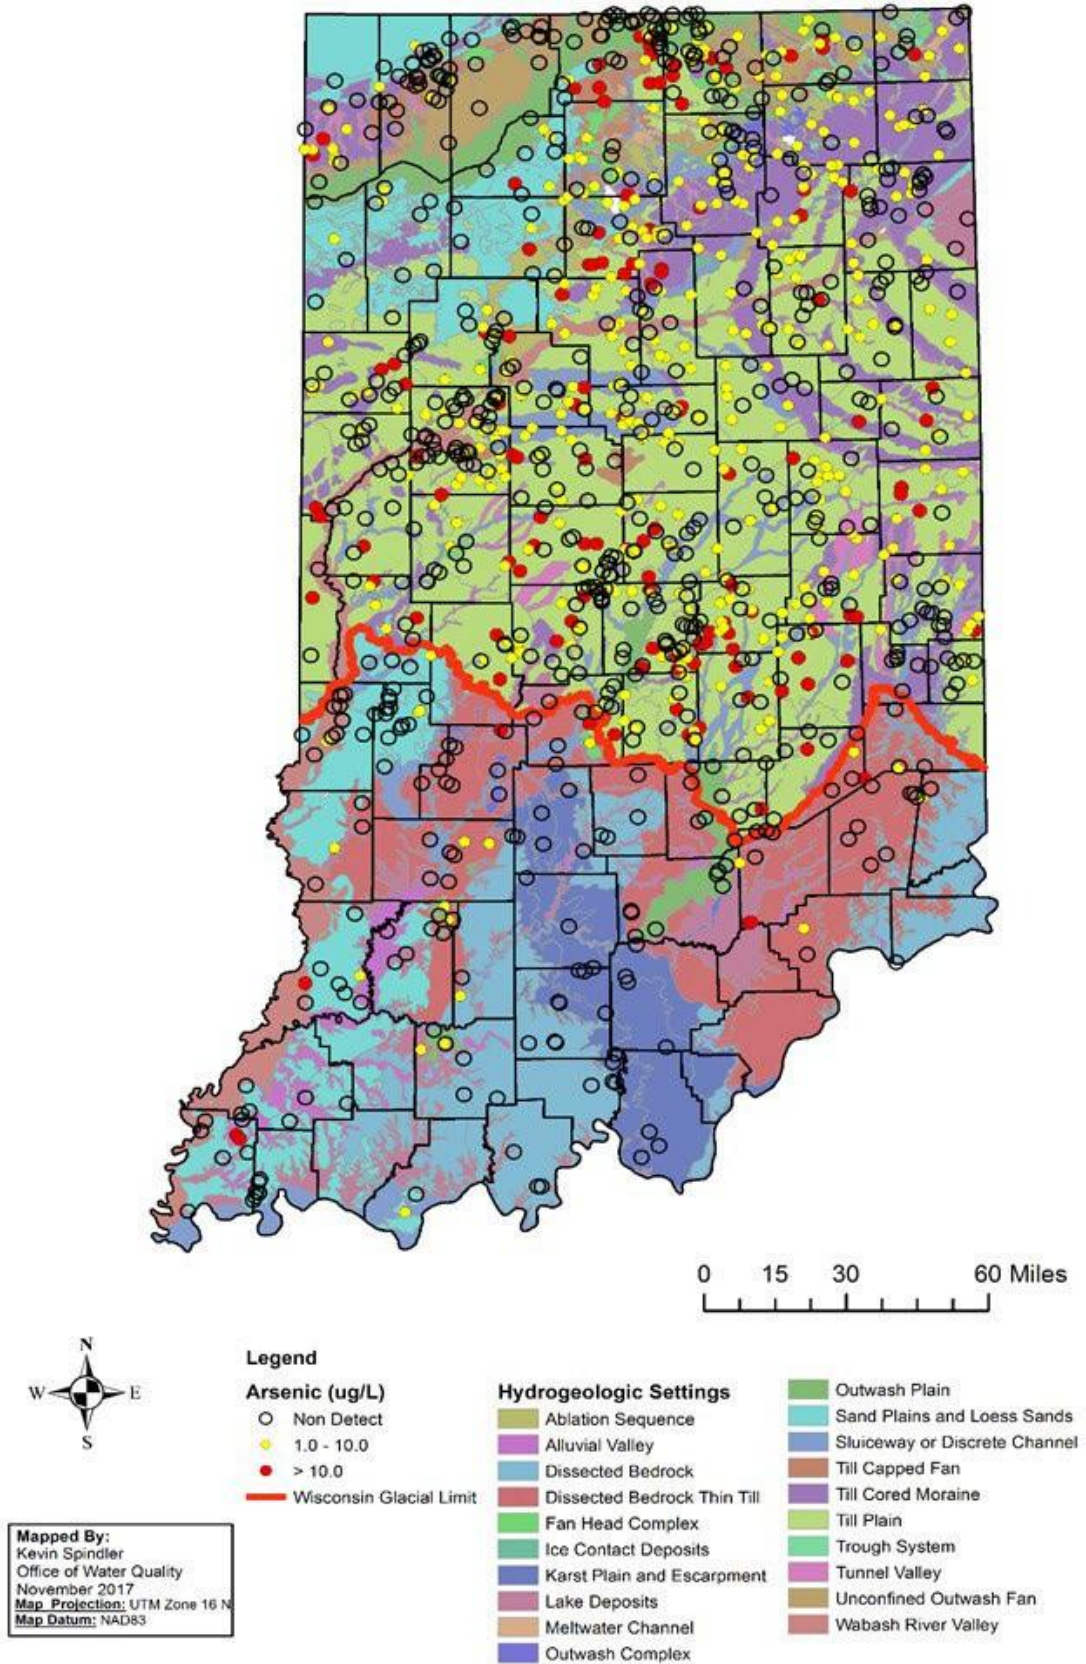 0 15 30 60 Miles
N
W E
S
Legend
Arsenic (ug/L)
Non Detect
1.0 - 10.0
> 10.0
Wisconsin Glacial Limit
Hydrogeologic Settings
Ablation Sequence
Alluvial Valley
Dissected Bedrock
Dissected Bedrock Thin Till
Fan Head Complex
Ice Contact Deposits
Karst Plain and Escarpment
Lake Deposits
Meltwater Channel
Outwash Complex
Outwash Plain
Sand Plains and Loess Sands
Sluiceway or Discrete Channel
Till Capped Fan
Till Cored Moraine
Till Plain
Trough System
Tunnel Valley
Unconfined Outwash Fan
Wabash River Valley
Mapped By:
Kevin Spindler
Office of Water Quality
November 2017
Map Projection: UTM Zone 16 N
Map Datum: NAD83